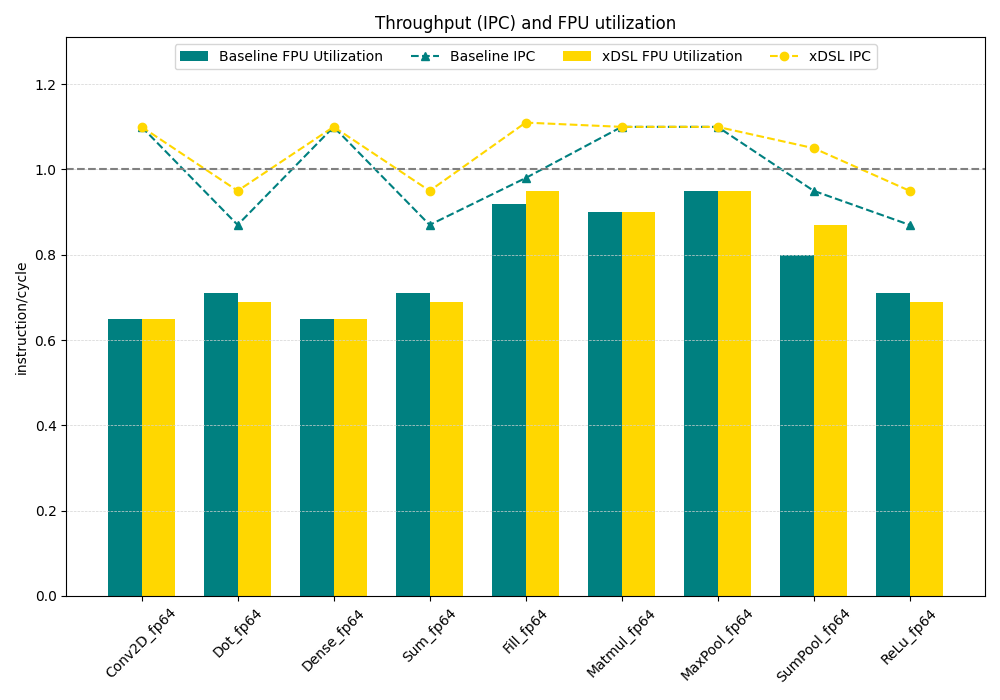 Throughput (IPC) and FPU utilization
Baseline FPU Utilization
Baseline IPC
xDSL FPU Utilization
xDSL IPC
instruction/cycle
1.2
1.0
0.8
0.6
0.4
0.2
0.0
Conv2D_fp64
Dot_fp64
Dense_fp64
Sum_fp64
Fill_fp64
Matmul_fp64
MaxPool_fp64
SumPool_fp64
ReLu_fp64